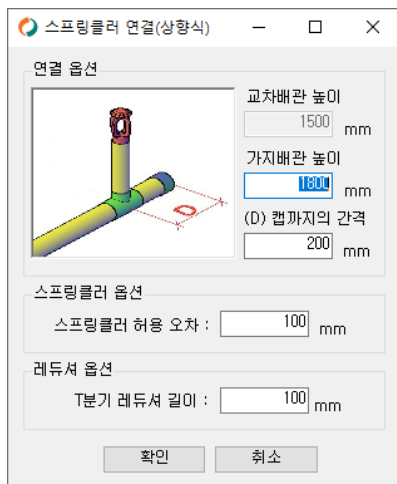 스프링클러 연결(상향식)
연결 옵션
교차배관 높이
1500 mm
가지배관 높이
1800 mm
(D) 캡까지의 간격
200 mm
D
스프링클러 옵션
스프링클러 허용 오차 : 100 mm
레듀셔 옵션
T분기 레듀셔 길이 : 100 mm
확인 취소